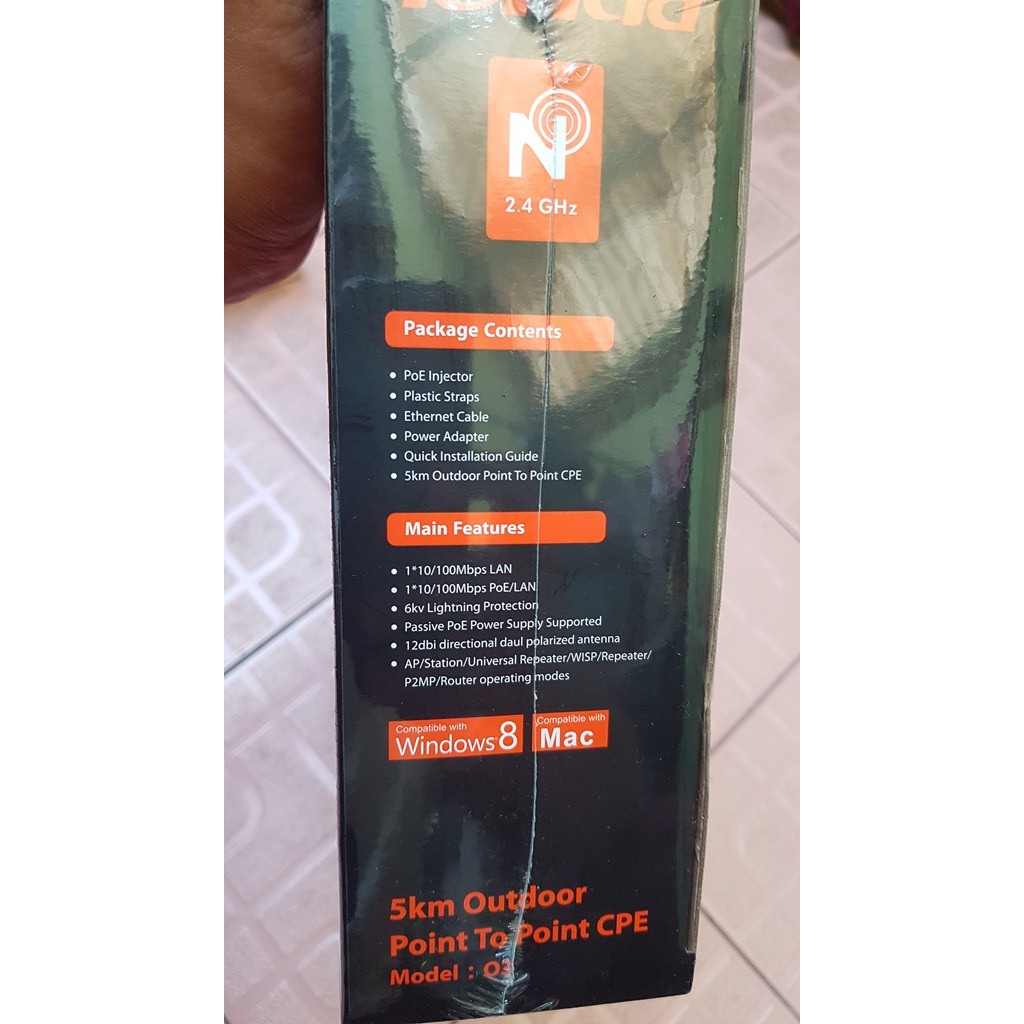 N
2.4 GHz
Package Contents
• PoE Injector
• Plastic Straps
• Ethernet Cable
• Power Adapter
• Quick Installation Guide
• 5km Outdoor Point To Point CPE
Main Features
• 1*10/100Mbps LAN
• 1*10/100Mbps PoE/LAN
• 6kv Lightning Protection
• Passive PoE Power Supply Supported
• 12dbi directional daul polarized antenna
• AP/Station/Universal Repeater/WISP/Repeater/
P2MP/Router operating modes
Compatible with
Windows 8
Compatible with
Mac
5km Outdoor
Point To Point CPE
Model : O3